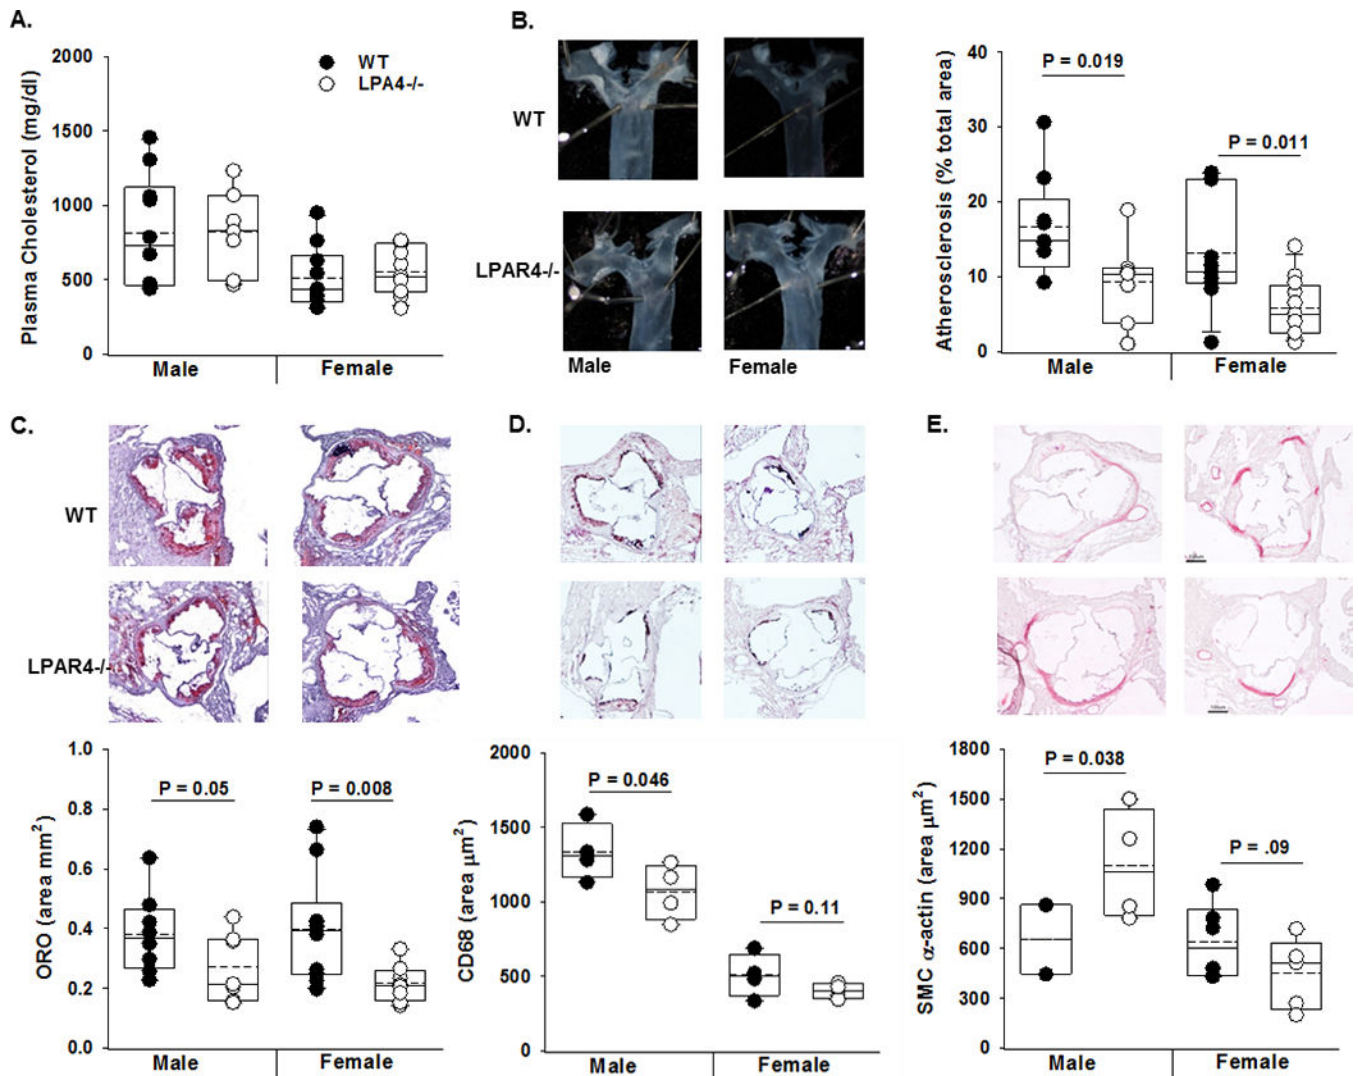 A.
Plasma Cholesterol (mg/dl)
2000
1500
1000
500
0
WT
LPA4-/-
Male
Female
B.
WT
LPAR4-/-
Male
Female
Atherosclerosis (% total area)
40
30
20
10
0
P = 0.019
P = 0.011
Male
Female
C.
WT
LPAR4-/-
ORO (area mm²)
1.0
0.8
0.6
0.4
0.2
0.0
P = 0.05
P = 0.008
Male
Female
D.
CD68 (area μm²)
2000
1500
1000
500
0
P = 0.046
P = 0.11
Male
Female
E.
SMC α-actin (area μm²)
1800
1500
1200
900
600
300
0
P = 0.038
P = .09
Male
Female